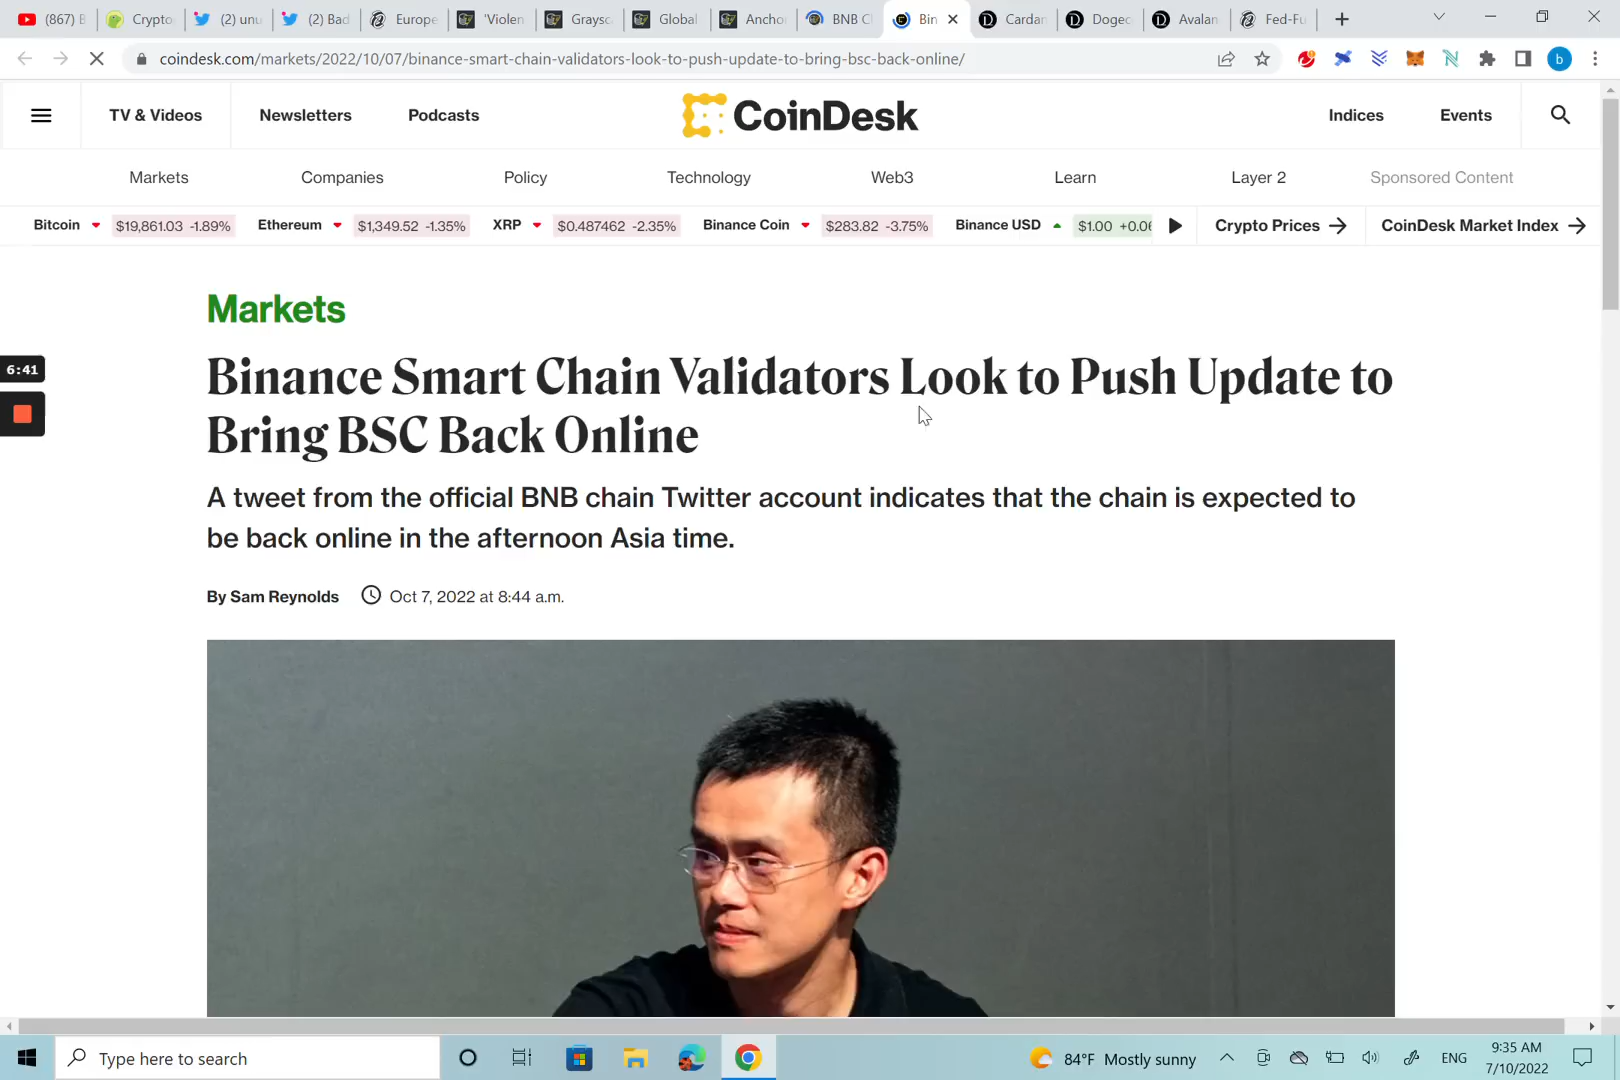 (867) B
Crypto
(2) unu
(2) Bad
Europe
'Violen
Graysc
Global
Ancho
BNB C
Bin
Cardan
Dogec
Avalan
Fed-Fu
coindesk.com/markets/2022/10/07/binance-smart-chain-validators-look-to-push-update-to-bring-bsc-back-online/
b
TV & Videos
Newsletters
Podcasts
CoinDesk
Indices
Events
Markets
Companies
Policy
Technology
Web3
Learn
Layer 2
Sponsored Content
Bitcoin $19,861.03 -1.89%
Ethereum $1,349.52 -1.35%
XRP $0.487462 -2.35%
Binance Coin $283.82 -3.75%
Binance USD $1.00 +0.06
Crypto Prices
CoinDesk Market Index
Markets
6:41
Binance Smart Chain Validators Look to Push Update to
Bring BSC Back Online
A tweet from the official BNB chain Twitter account indicates that the chain is expected to
be back online in the afternoon Asia time.
By Sam Reynolds
Oct 7, 2022 at 8:44 a.m.
Type here to search
84°F Mostly sunny
ENG
9:35 AM
7/10/2022